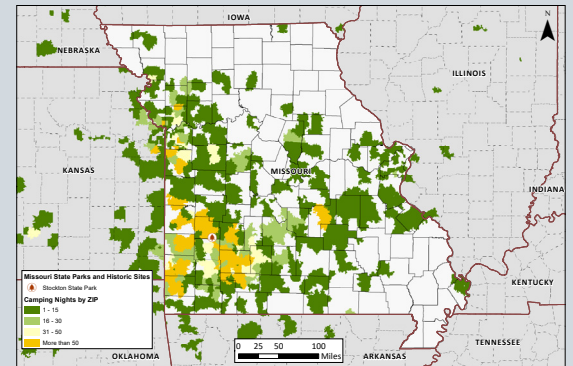 IOWA
N
NEBRASKA
ILLINOIS
KANSAS
MISSOURI
INDIANA
Missouri State Parks and Historic Sites
Stockton State Park
Camping Nights by ZIP
1 - 15
16 - 30
31 - 50
More than 50
KENTUCKY
0 25 50 100
Miles
TENNESSEE
OKLAHOMA
ARKANSAS